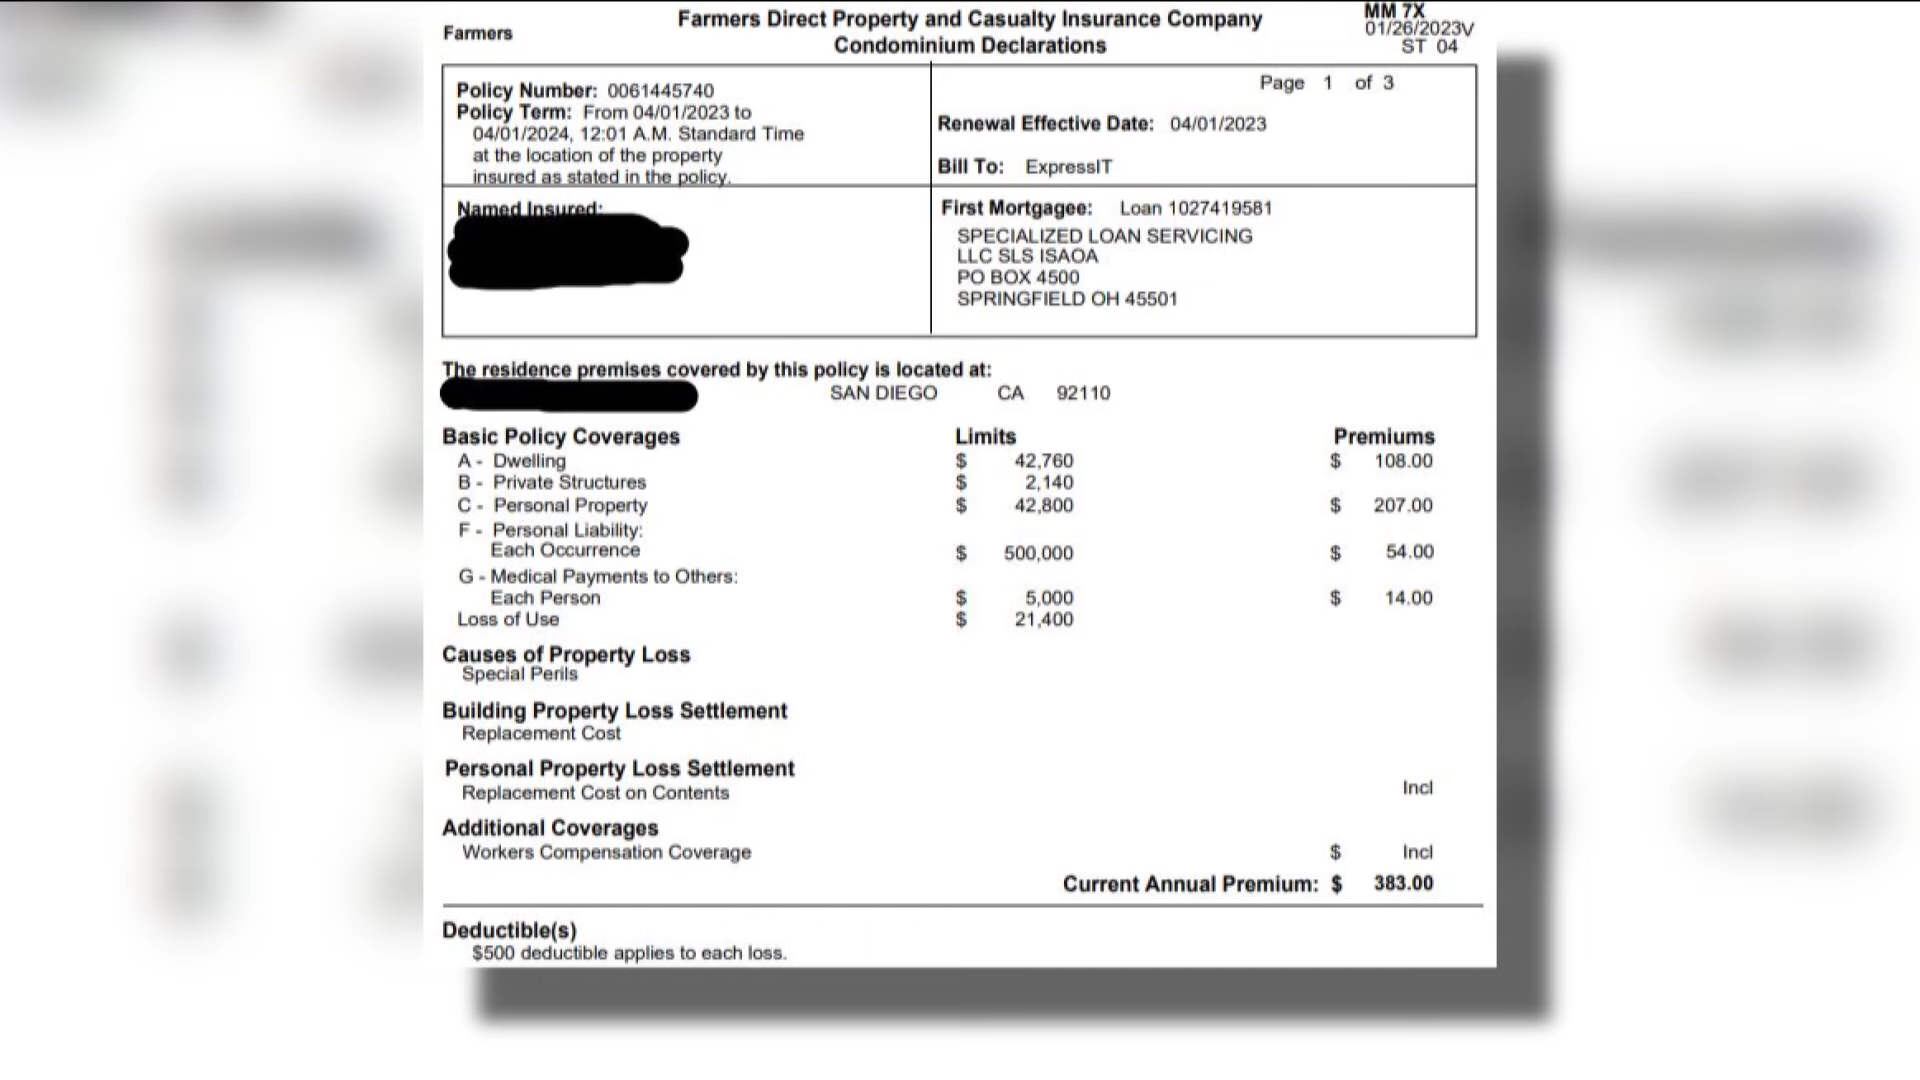 Farmers
Farmers Direct Property and Casualty Insurance Company
Condominium Declarations
MM 7X
01/26/2023V
ST 04
Policy Number: 0061445740
Policy Term: From 04/01/2023 to
04/01/2024, 12:01 A.M. Standard Time
at the location of the property
insured as stated in the policy.
Page 1 of 3
Renewal Effective Date: 04/01/2023
Bill To: ExpressIT
Named Insured:
First Mortgagee: Loan 1027419581
SPECIALIZED LOAN SERVICING
LLC SLS ISAOA
PO BOX 4500
SPRINGFIELD OH 45501
The residence premises covered by this policy is located at:
SAN DIEGO CA 92110
Basic Policy Coverages Limits Premiums
A - Dwelling $ 42,760 $ 108.00
B - Private Structures $ 2,140
C - Personal Property $ 42,800 $ 207.00
F - Personal Liability:
Each Occurrence $ 500,000 $ 54.00
G - Medical Payments to Others:
Each Person $ 5,000 $ 14.00
Loss of Use $ 21,400
Causes of Property Loss
Special Perils
Building Property Loss Settlement
Replacement Cost
Personal Property Loss Settlement
Replacement Cost on Contents Incl
Additional Coverages
Workers Compensation Coverage $ Incl
Current Annual Premium: $ 383.00
Deductible(s)
$500 deductible applies to each loss.